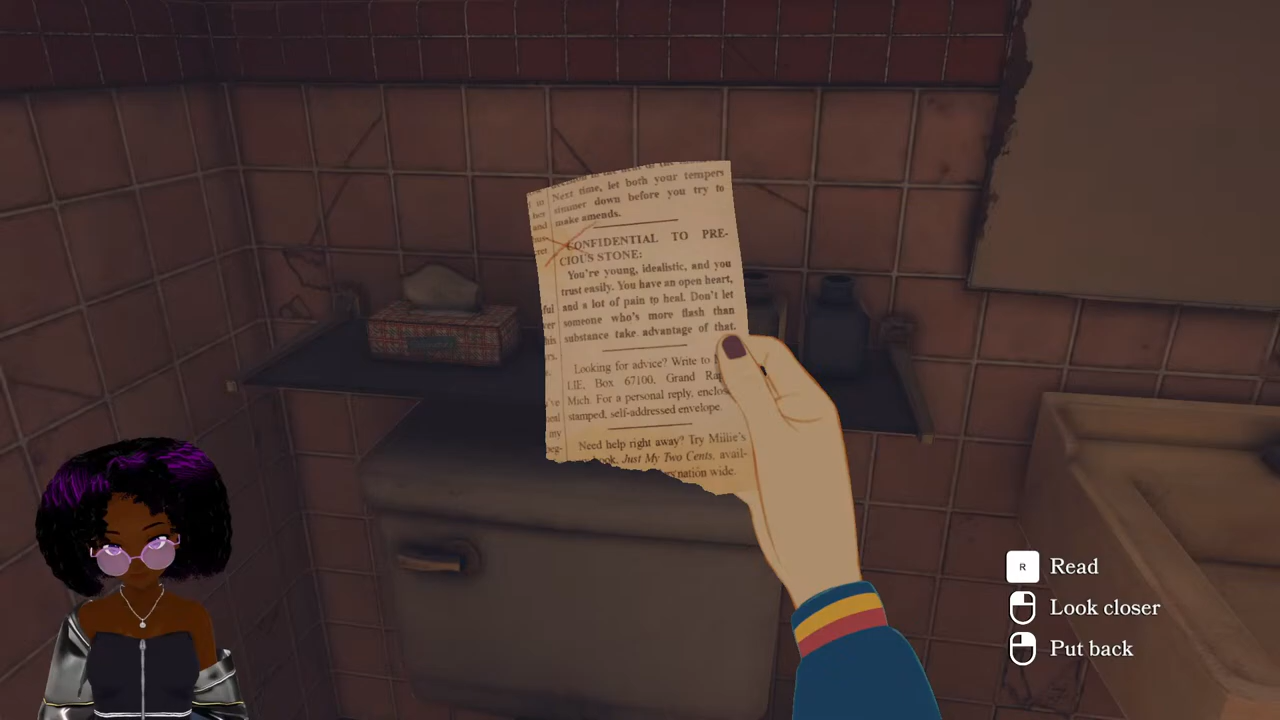 Next time, let both your tempers
simmer down before you try to
make amends.
CONFIDENTIAL TO PRE-
CIOUS STONE:
You're young, idealistic, and you
trust easily. You have an open heart,
and a lot of pain to heal. Don't let
someone who's more flash than
substance take advantage of that.
Looking for advice? Write to
LIE, Box 67100, Grand
Mich. For a personal reply,
stamped, self-addressed envelope.
Need help right away? Try Millie's
Just My Two Cents, avail-
nation wide.
R Read
Look closer
Put back